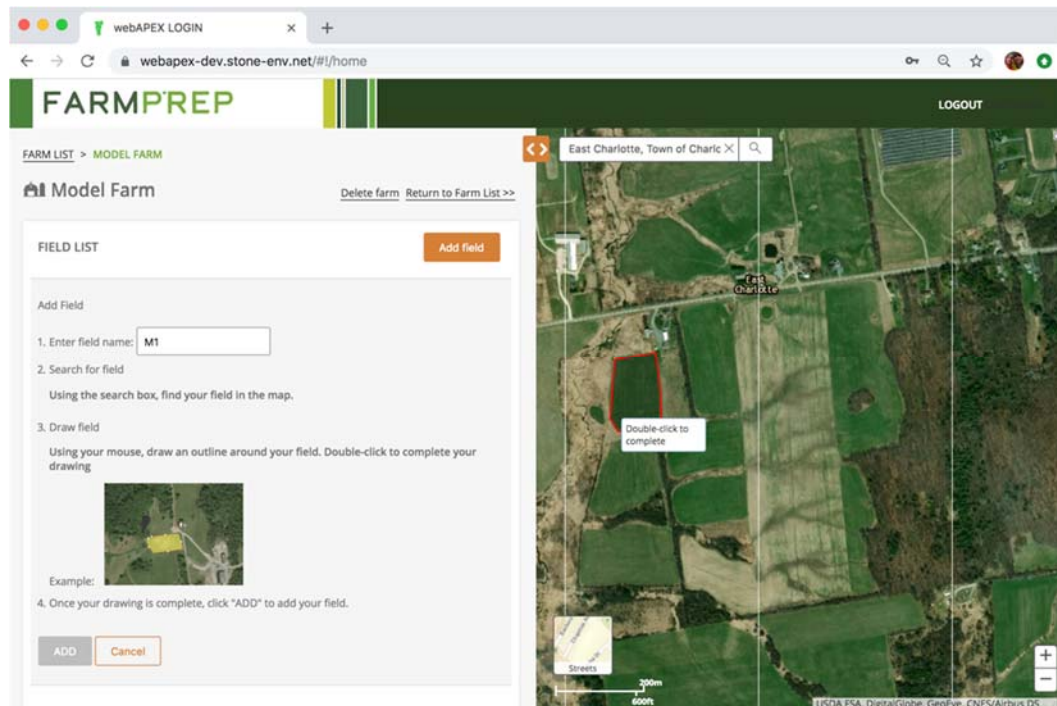 webAPEX LOGIN
webapex-dev.stone-env.net/#!/home
FARMPREP
LOGOUT
FARM LIST > MODEL FARM
Model Farm
Delete farm Return to Farm List >>
FIELD LIST
Add field
Add Field
1. Enter field name: M1
2. Search for field
Using the search box, find your field in the map.
3. Draw field
Using your mouse, draw an outline around your field. Double-click to complete your
drawing
Example:
4. Once your drawing is complete, click "ADD" to add your field.
ADD Cancel
East Charlotte, Town of Charlc
East
Charlotte
Double-click to
complete
Streets
200m
600ft
USDA FSA, DigitalGlobe, GeoEye, CNES/Airbus DS